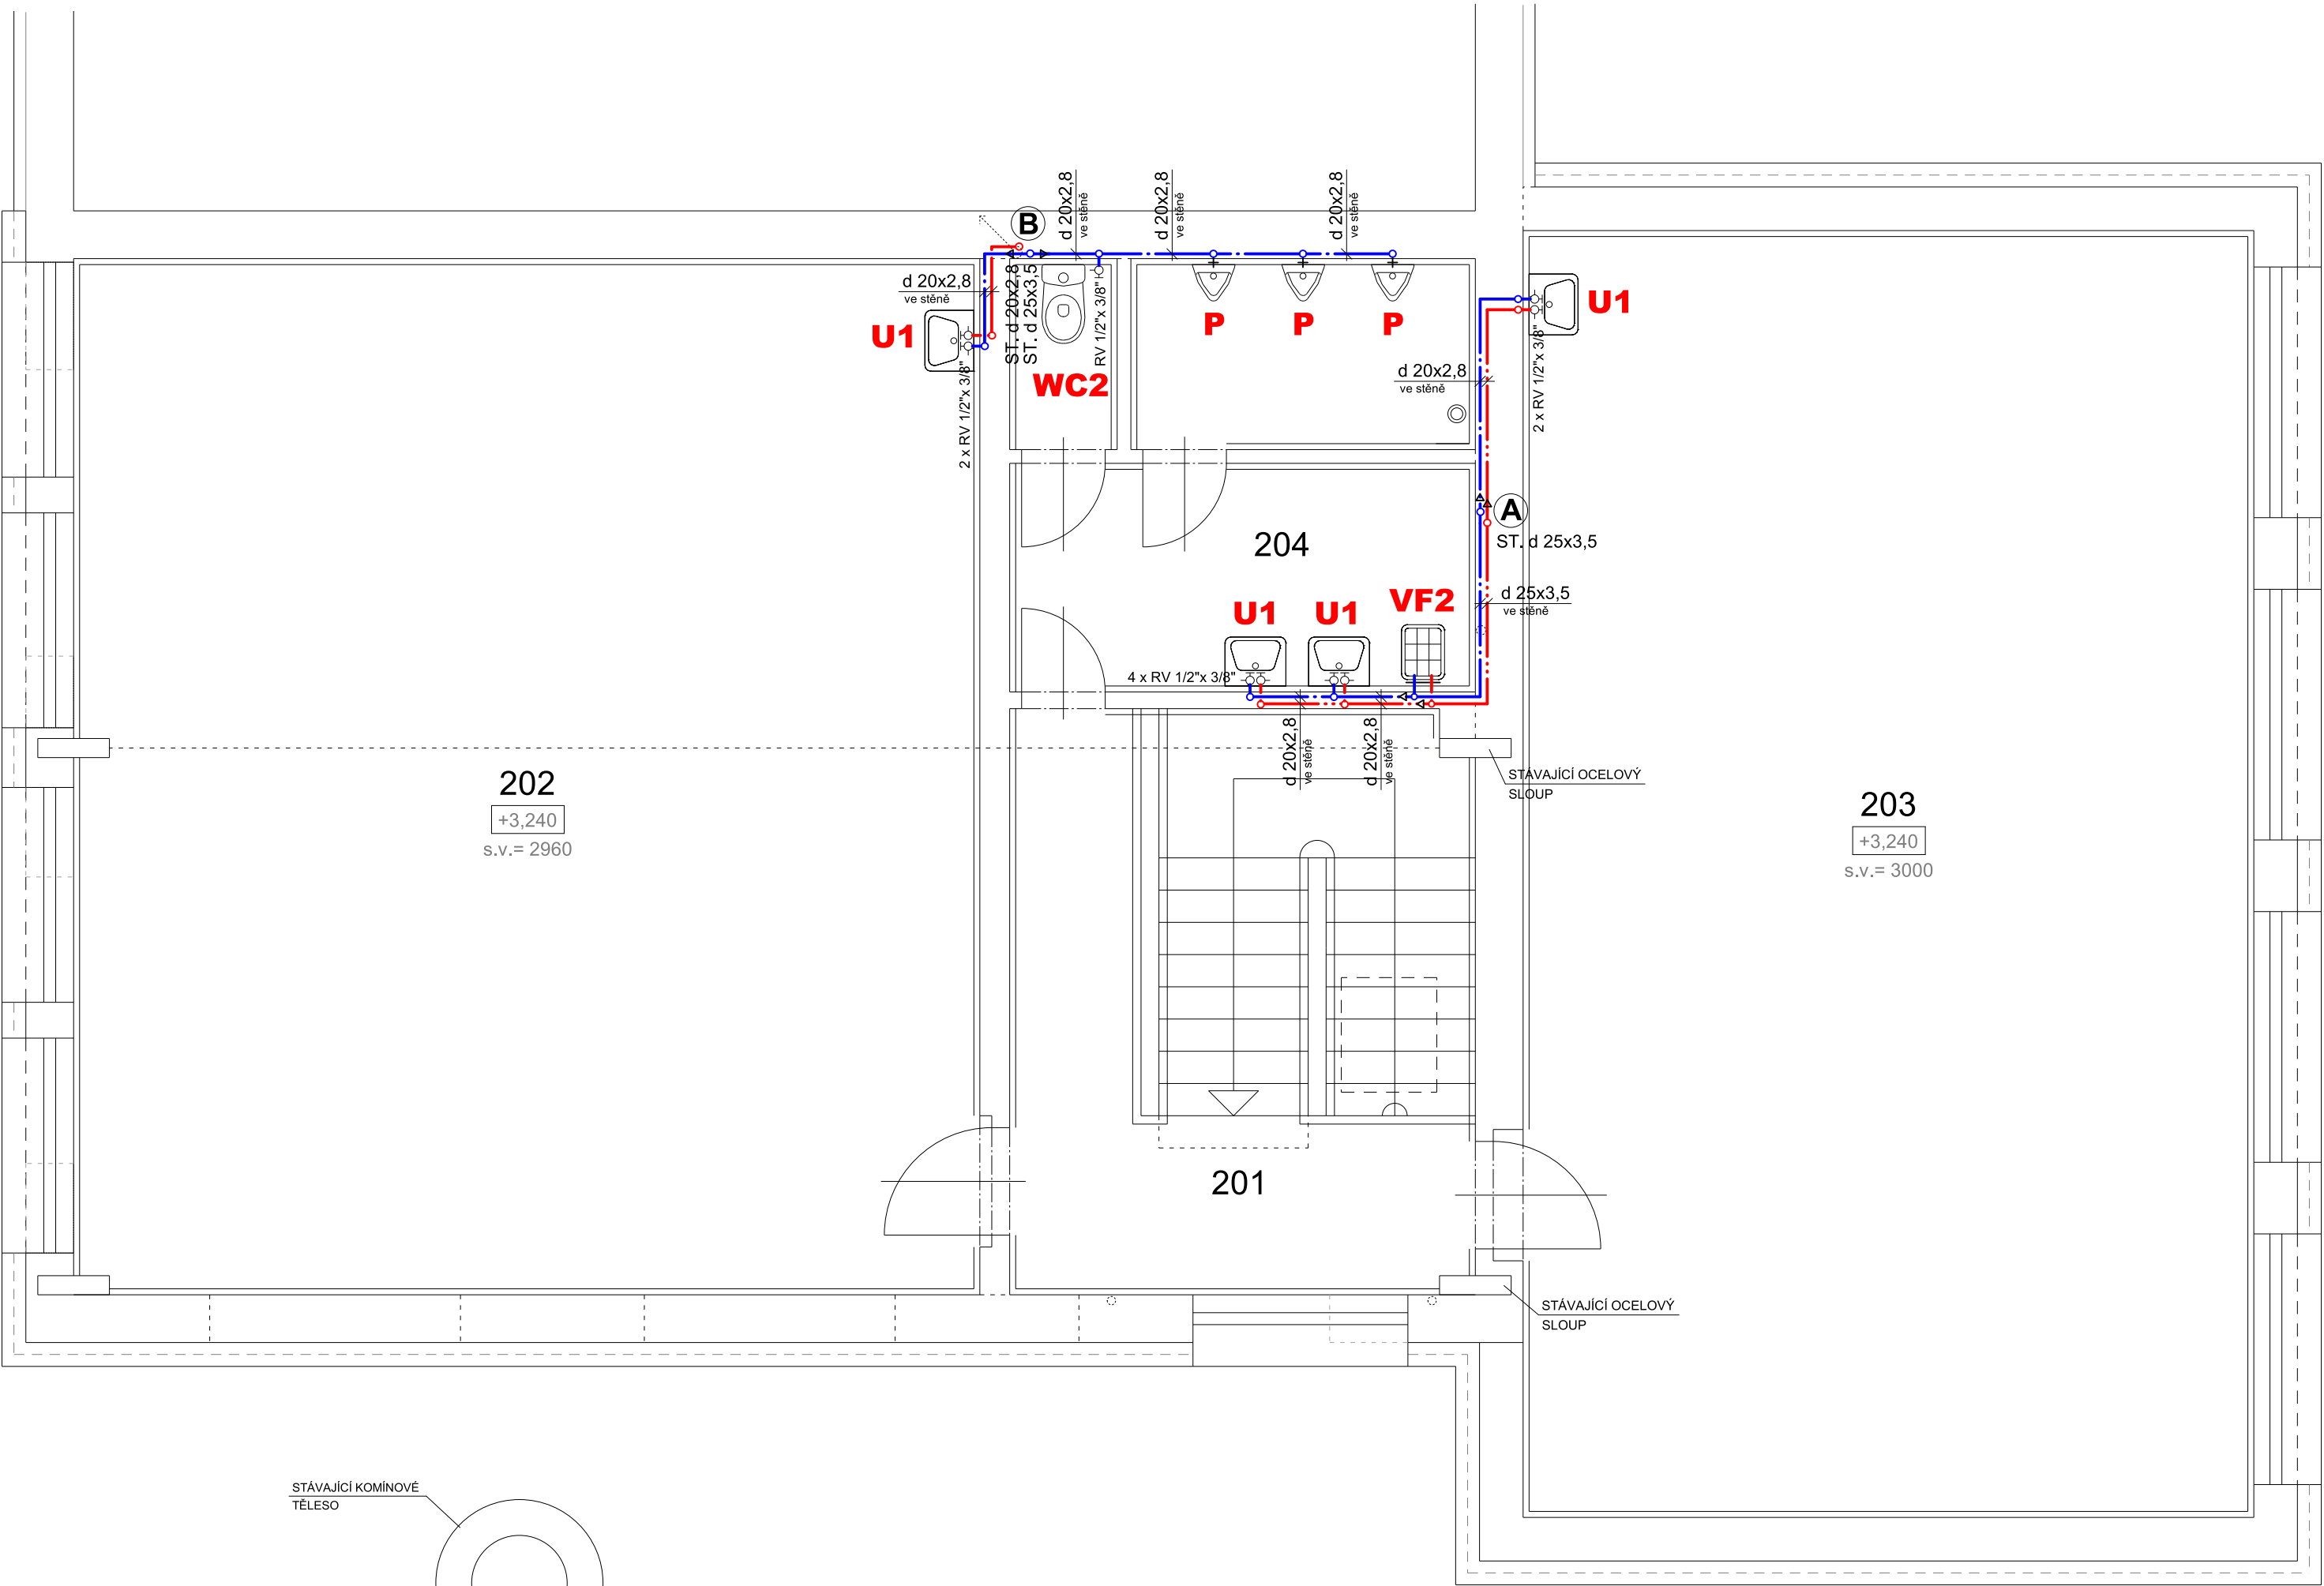 d 20x2,8
ve stěně
d 20x2,8
ve stěně
d 20x2,8
ve stěně
B
d 20x2,8
ve stěně
U1
2 x RV 1/2"x 3/8"
ST. d 20x2,8
ST. d 25x3,5
RV 1/2"x 3/8"
WC2
P
P
P
U1
2 x RV 1/2"x 3/8"
d 20x2,8
ve stěně
A
ST. d 25x3,5
204
d 25x3,5
ve stěně
U1
U1
VF2
4 x RV 1/2"x 3/8"
d 20x2,8
ve stěně
d 20x2,8
ve stěně
STÁVAJÍCÍ OCELOVÝ
SLOUP
202
+3,240
s.v.= 2960
203
+3,240
s.v.= 3000
201
STÁVAJÍCÍ OCELOVÝ
SLOUP
STÁVAJÍCÍ KOMÍNOVÉ
TĚLESO